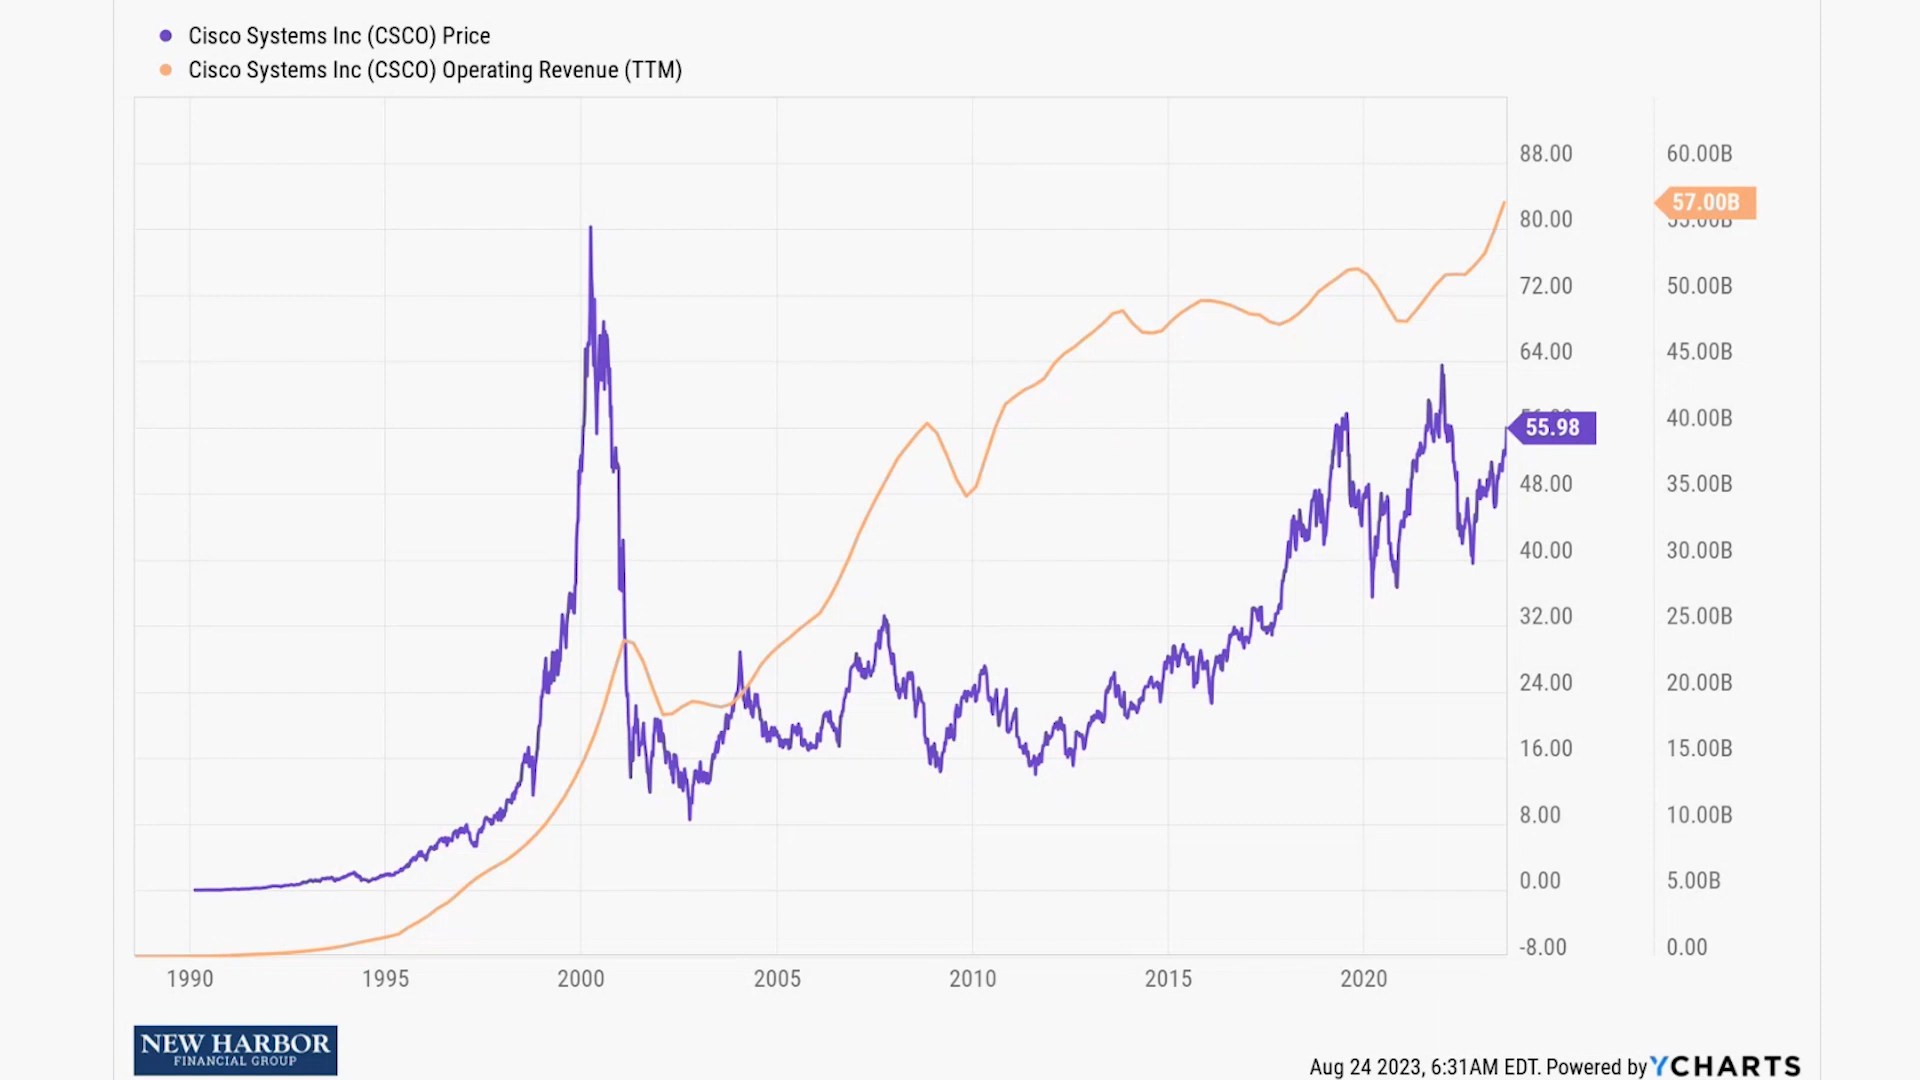 Cisco Systems Inc (CSCO) Price
Cisco Systems Inc (CSCO) Operating Revenue (TTM)
88.00 60.00B
57.00B
80.00 55.00B
72.00 50.00B
64.00 45.00B
40.00B
55.98
48.00 35.00B
40.00 30.00B
32.00 25.00B
24.00 20.00B
16.00 15.00B
8.00 10.00B
0.00 5.00B
-8.00 0.00
1990 1995 2000 2005 2010 2015 2020
NEW HARBOR
FINANCIAL GROUP
Aug 24 2023, 6:31AM EDT. Powered by YCHARTS